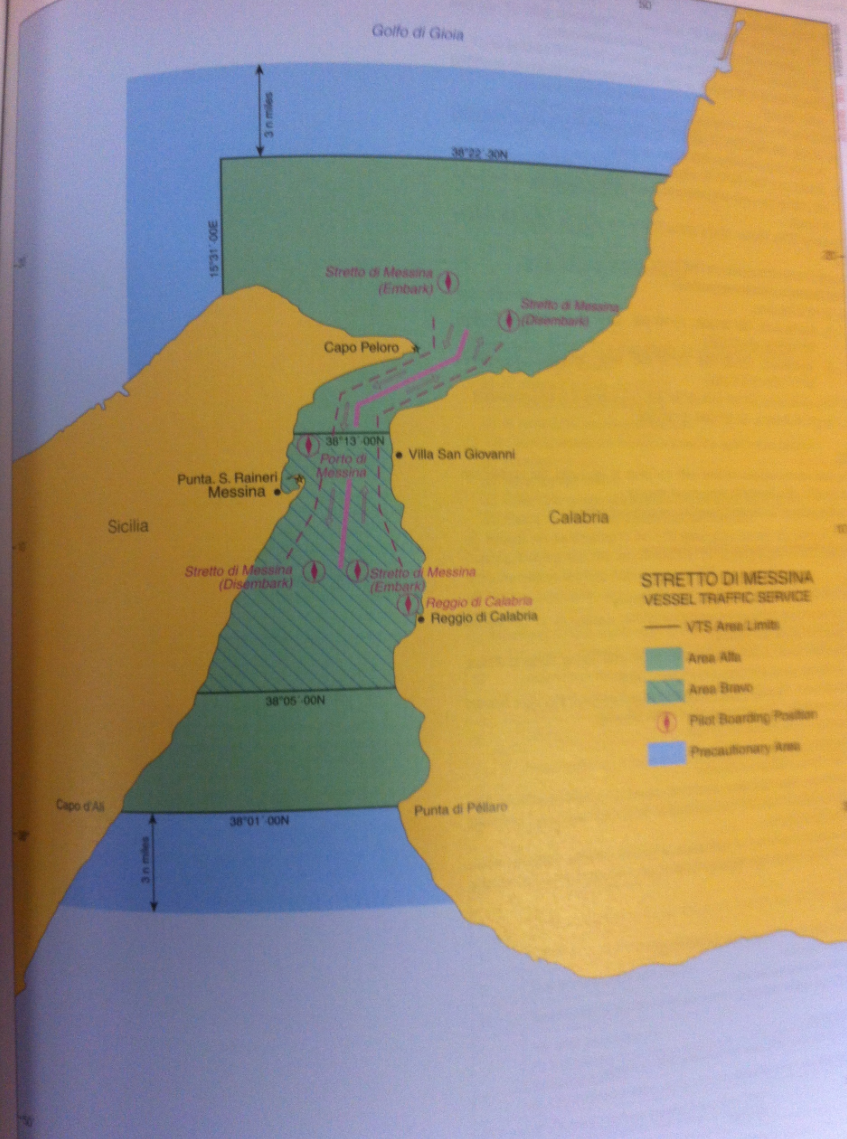 Golfo di Gioia
3 n miles
38°22´·30N
15°31´·00E
Stretto di Messina
(Embark)
Stretto di Messina
(Disembark)
Capo Peloro
38°13´·00N
Porto di
Messina
Villa San Giovanni
Punta. S. Raineri
Messina
Sicilia
Calabria
Stretto di Messina
(Disembark)
Stretto di Messina
(Embark)
Reggio di Calabria
Reggio di Calabria
STRETTO DI MESSINA
VESSEL TRAFFIC SERVICE
VTS Area Limits
Area Alfa
Area Bravo
Pilot Boarding Position
Precautionary Area
38°05´·00N
Capo d'Alì
Punta di Pèllaro
38°01´·00N
3 n miles